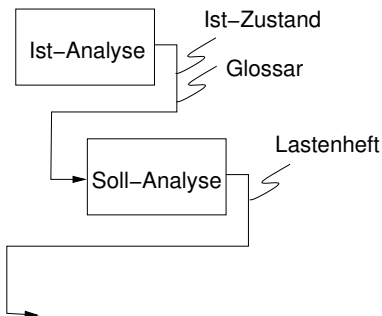 Ist-Zustand
Ist-Analyse
Glossar
Lastenheft
Soll-Analyse